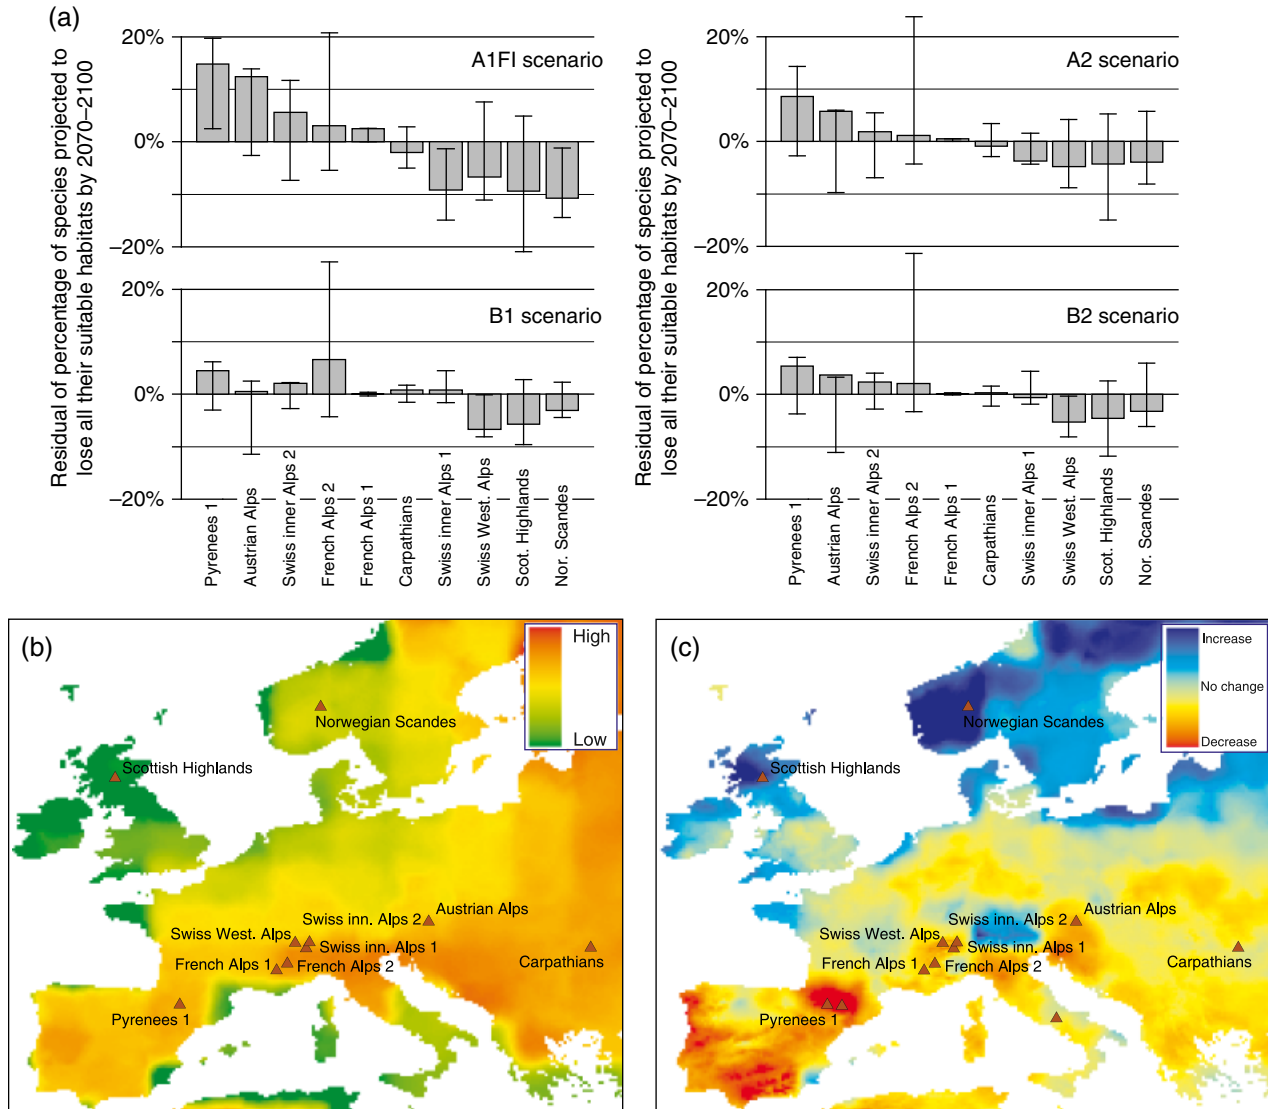 (a)
Residual of percentage of species projected to
lose all their suitable habitats by 2070–2100
20%
0%
–20%
A1FI scenario
20%
0%
–20%
B1 scenario
Pyrenees 1
Austrian Alps
Swiss inner Alps 2
French Alps 2
French Alps 1
Carpathians
Swiss inner Alps 1
Swiss West. Alps
Scot. Highlands
Nor. Scandes
Residual of percentage of species projected to
lose all their suitable habitats by 2070–2100
20%
0%
–20%
A2 scenario
20%
0%
–20%
B2 scenario
Pyrenees 1
Austrian Alps
Swiss inner Alps 2
French Alps 2
French Alps 1
Carpathians
Swiss inner Alps 1
Swiss West. Alps
Scot. Highlands
Nor. Scandes
(b)
High
Low
Norwegian Scandes
Scottish Highlands
Swiss inn. Alps 2
Austrian Alps
Swiss West. Alps
Swiss inn. Alps 1
French Alps 1
French Alps 2
Carpathians
Pyrenees 1
(c)
Increase
No change
Decrease
Norwegian Scandes
Scottish Highlands
Swiss inn. Alps 2
Austrian Alps
Swiss West. Alps
Swiss inn. Alps 1
French Alps 1
French Alps 2
Carpathians
Pyrenees 1